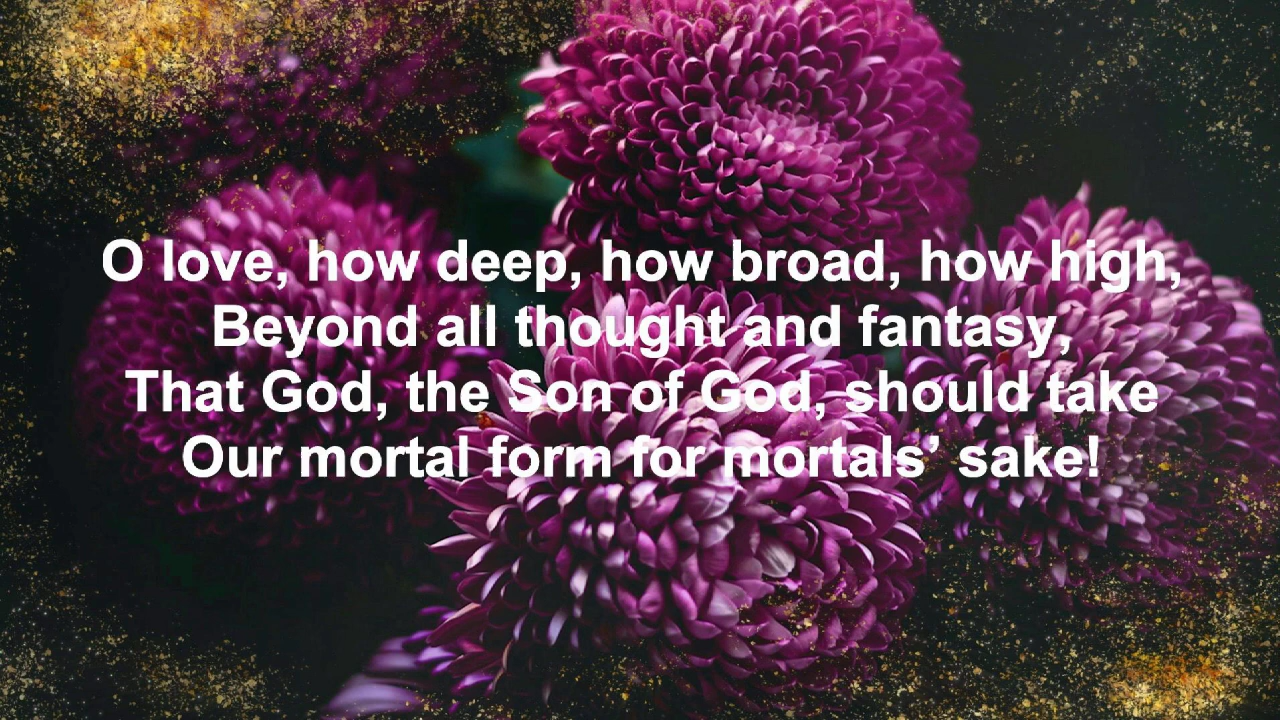 O love, how deep, how broad, how high,
Beyond all thought and fantasy,
That God, the Son of God, should take
Our mortal form for mortals’ sake!